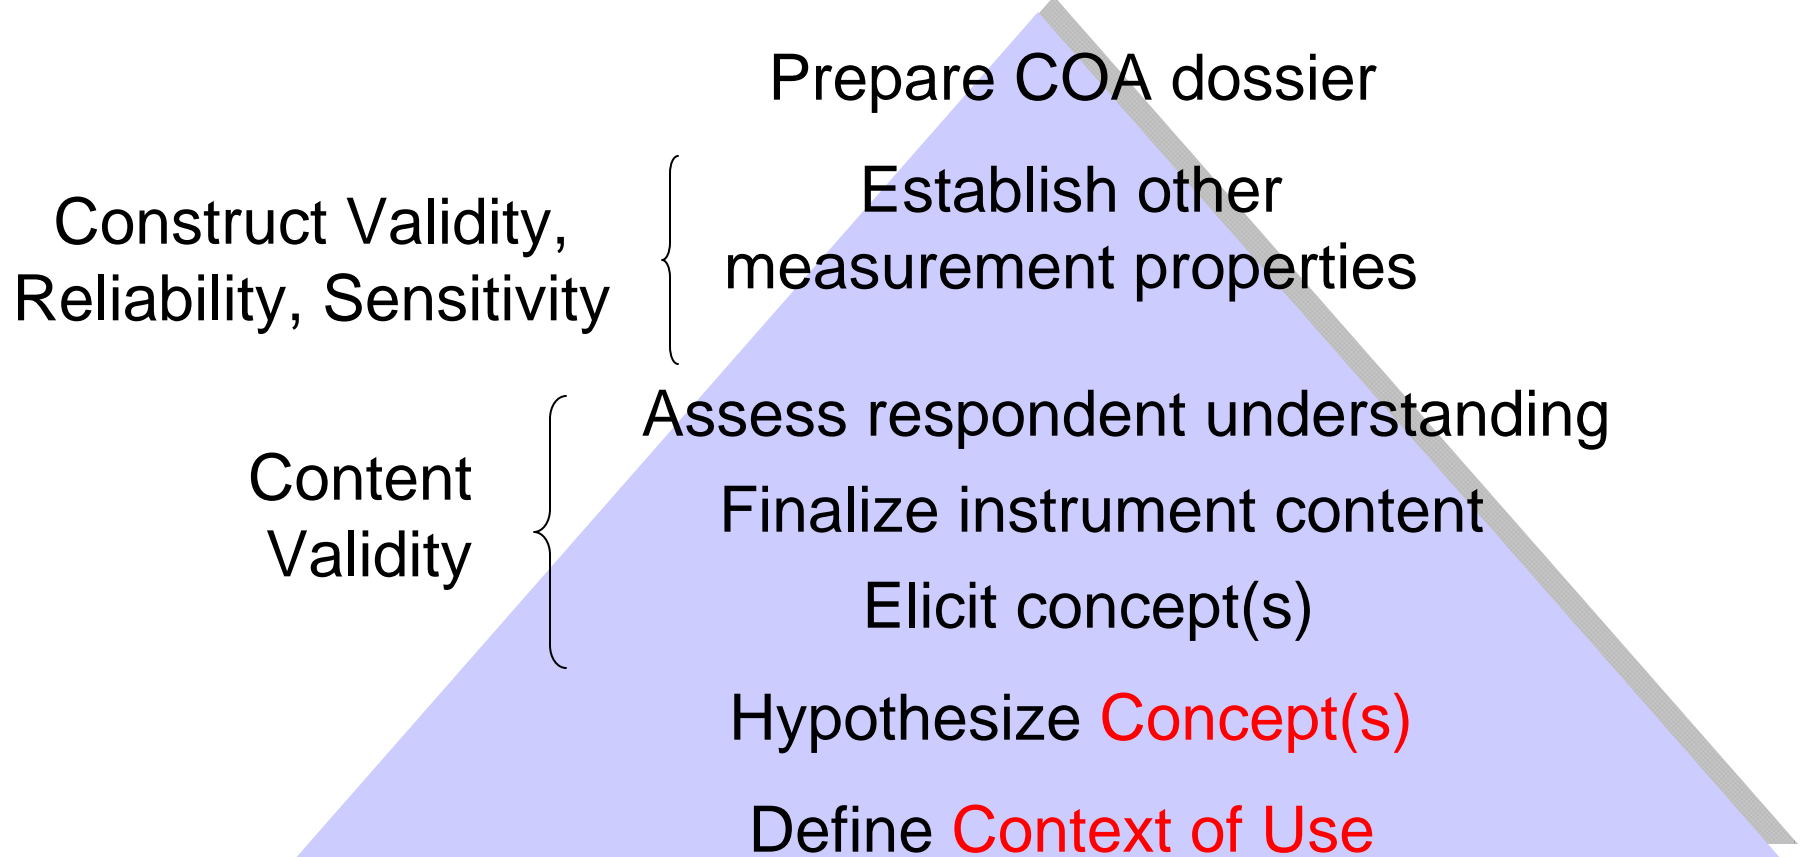 Prepare COA dossier
Construct Validity,
Reliability, Sensitivity
Establish other
measurement properties
Content
Validity
Assess respondent understanding
Finalize instrument content
Elicit concept(s)
Hypothesize Concept(s)
Define Context of Use